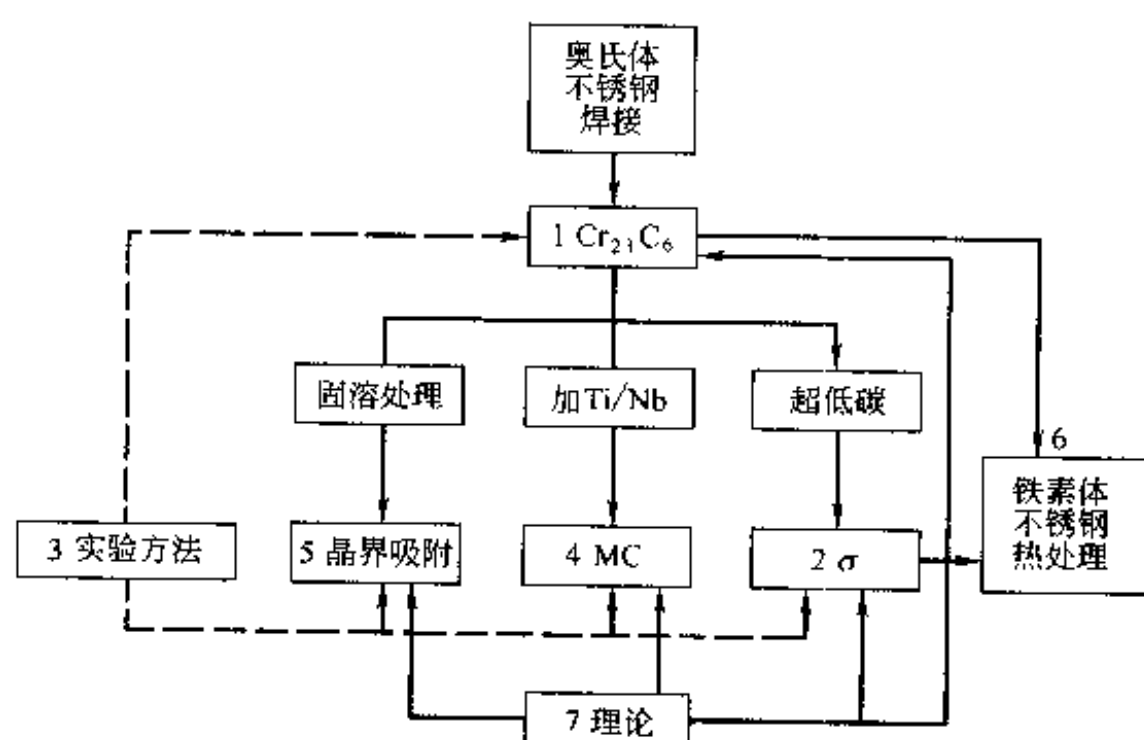 奥氏体
不锈钢
焊接
1 Cr₂₃C₆
固溶处理
加Ti/Nb
超低碳
6
铁素体
不锈钢
热处理
3 实验方法
5 晶界吸附
4 MC
2 σ
7 理论